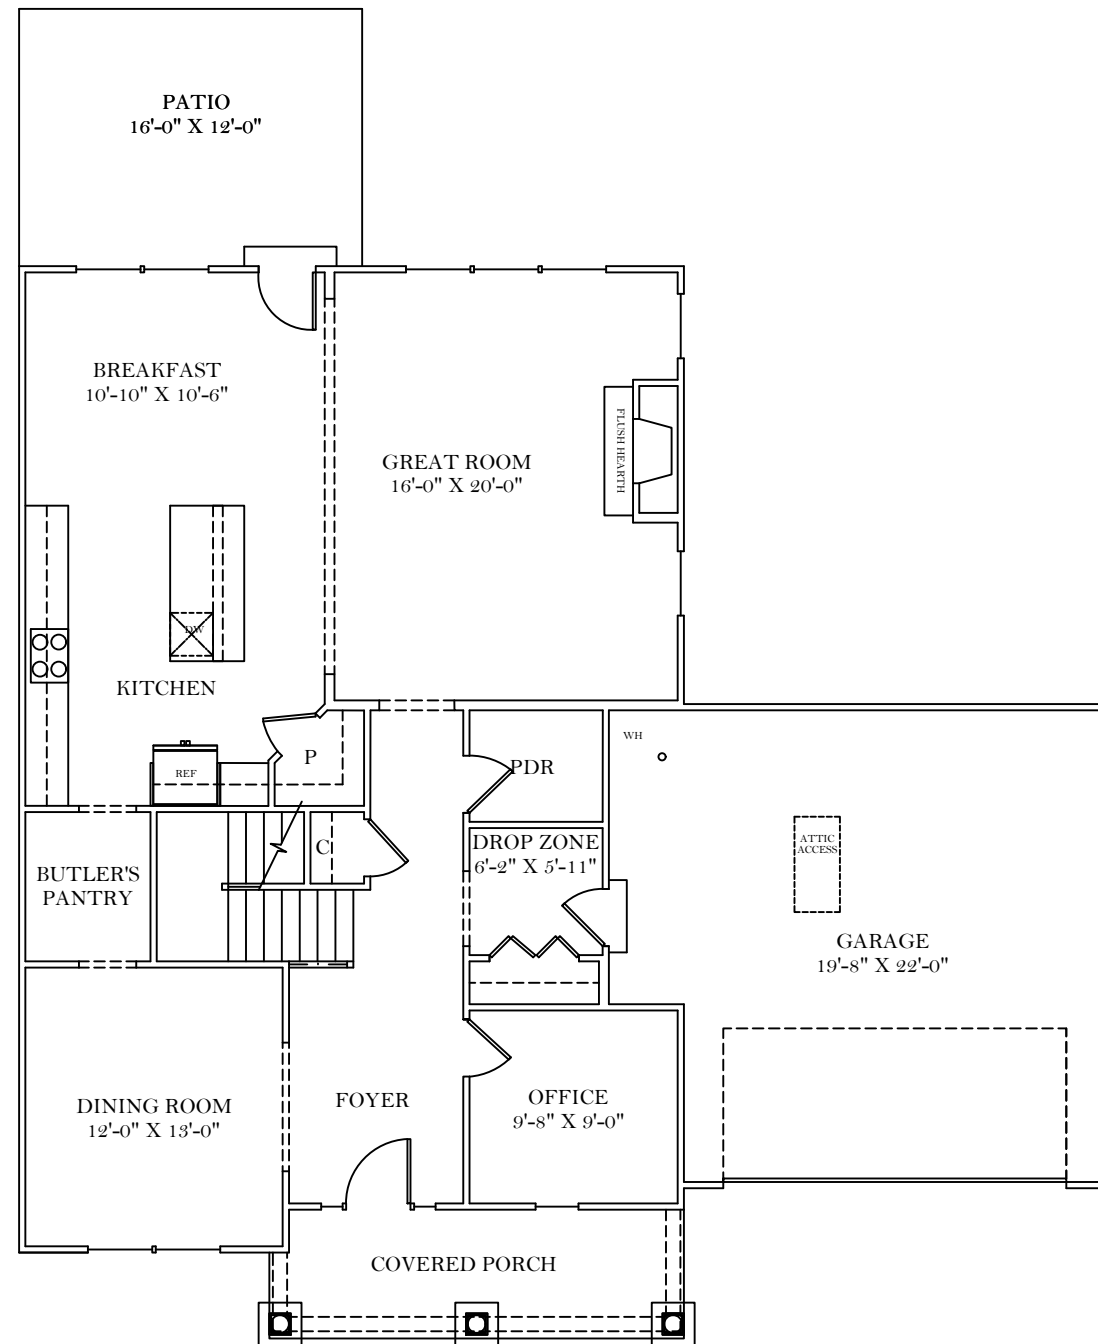 PATIO
16'-0" X 12'-0"
BREAKFAST
10'-10" X 10'-6"
GREAT ROOM
16'-0" X 20'-0"
FLUSH HEARTH
DW
KITCHEN
REF
P
PDR
WH
ATTIC
ACCESS
C
DROP ZONE
6'-2" X 5'-11"
BUTLER'S
PANTRY
GARAGE
19'-8" X 22'-0"
DINING ROOM
12'-0" X 13'-0"
FOYER
OFFICE
9'-8" X 9'-0"
COVERED PORCH